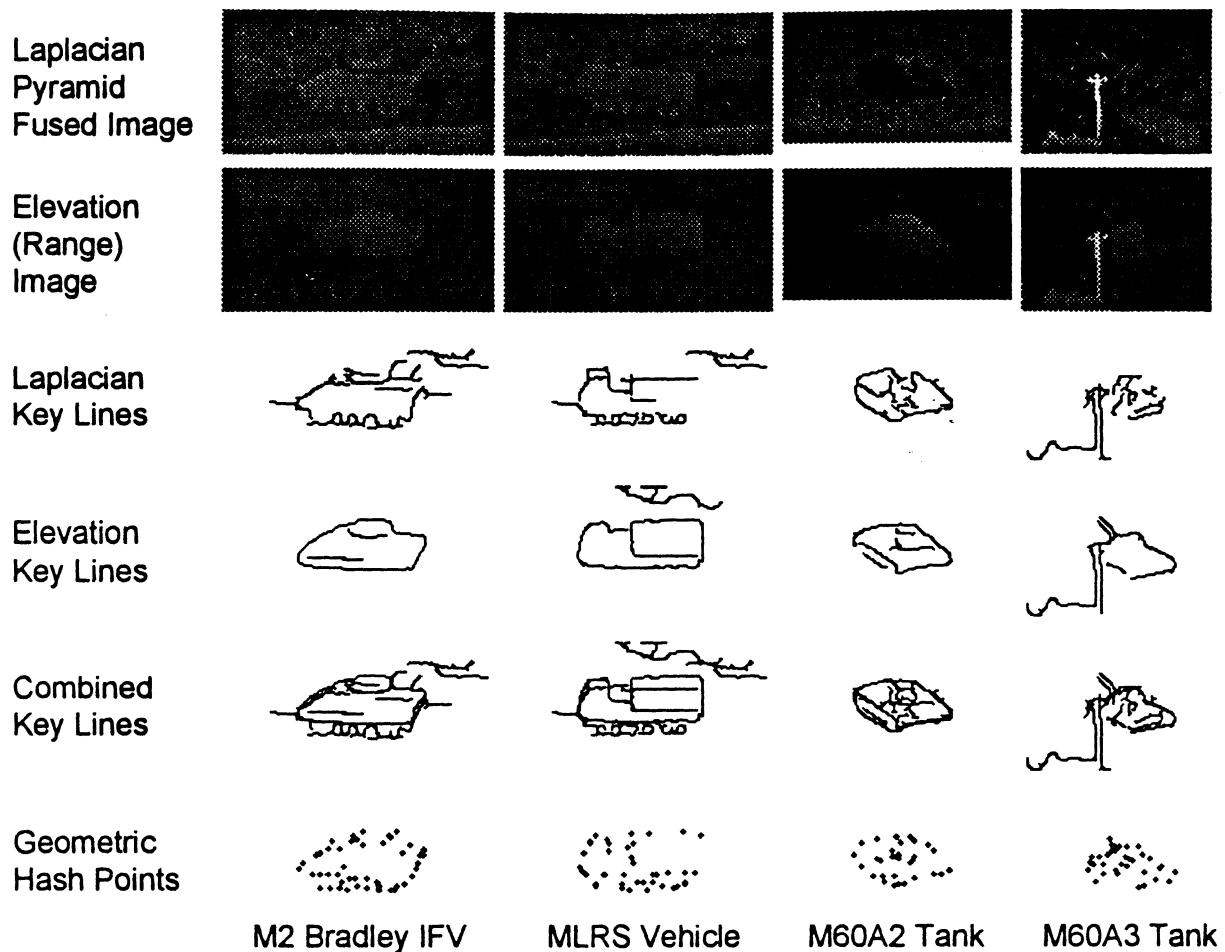 Laplacian
Pyramid
Fused Image
Elevation
(Range)
Image
Laplacian
Key Lines
Elevation
Key Lines
Combined
Key Lines
Geometric
Hash Points
M2 Bradley IFV
MLRS Vehicle
M60A2 Tank
M60A3 Tank